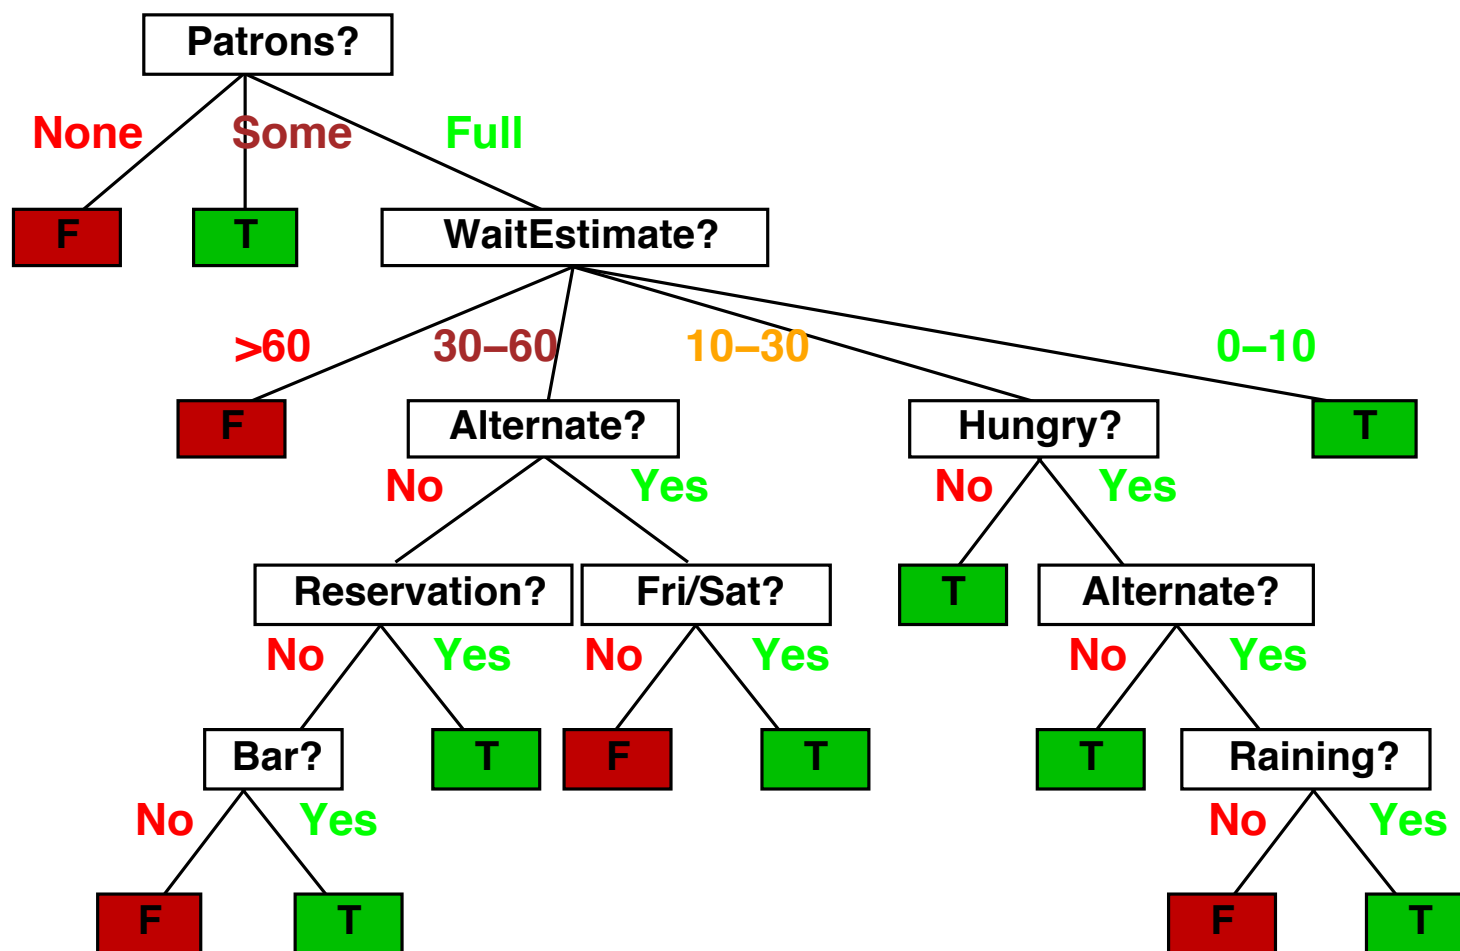 Patrons?
None Some Full
F T WaitEstimate?
>60 30–60 10–30 0–10
F Alternate? Hungry? T
No Yes No Yes
Reservation? Fri/Sat? T Alternate?
No Yes No Yes No Yes
Bar? T F T T Raining?
No Yes No Yes
F T F T